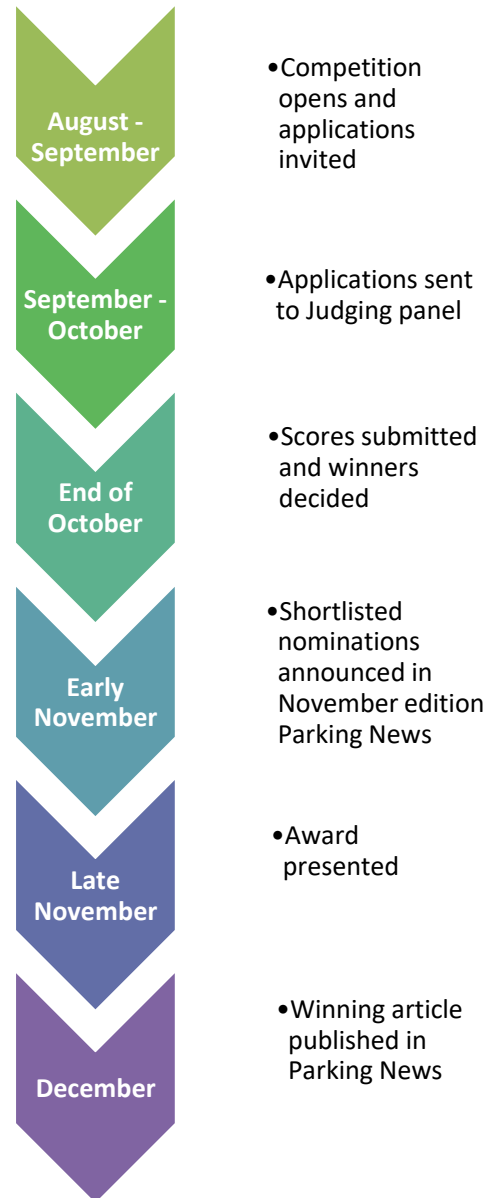 August -
September
•Competition
opens and
applications
invited
September -
October
•Applications sent
to Judging panel
End of
October
•Scores submitted
and winners
decided
Early
November
•Shortlisted
nominations
announced in
November edition
Parking News
Late
November
•Award
presented
December
•Winning article
published in
Parking News